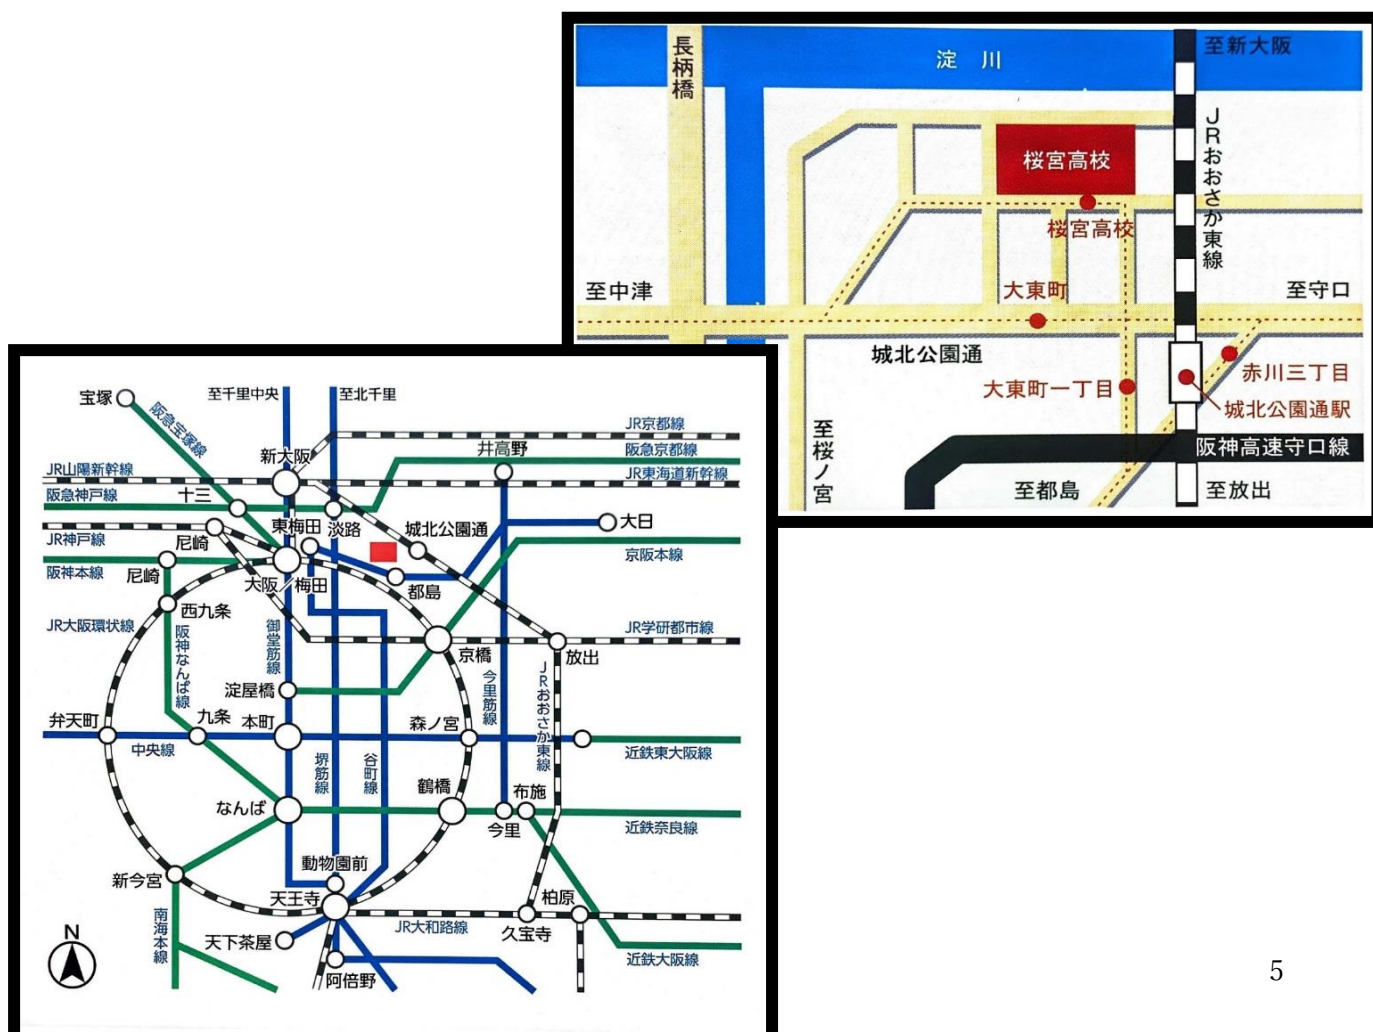 淀 川
長柄橋
至新大阪
JRおおさか東線
桜宮高校
桜宮高校
至中津
大東町
至守口
城北公園通
大東町一丁目
赤川三丁目
城北公園通駅
至桜ノ宮
阪神高速守口線
至都島
至放出
宝塚
阪急宝塚線
至千里中央
至北千里
JR京都線
阪急京都線
新大阪
井高野
JR山陽新幹線
JR東海道新幹線
阪急神戸線
十三
東梅田
淡路
城北公園通
大日
JR神戸線
尼崎
京阪本線
阪神本線
尼崎
大阪/梅田
都島
西九条
JR大阪環状線
阪神なんば線
御堂筋線
京橋
放出
JR学研都市線
今里筋線
JRおおさか東線
淀屋橋
弁天町
九条
本町
森ノ宮
中央線
堺筋線
谷町線
近鉄東大阪線
鶴橋
布施
なんば
今里
近鉄奈良線
動物園前
新今宮
天王寺
柏原
南海本線
JR大和路線
久宝寺
N
天下茶屋
阿倍野
近鉄大阪線
5